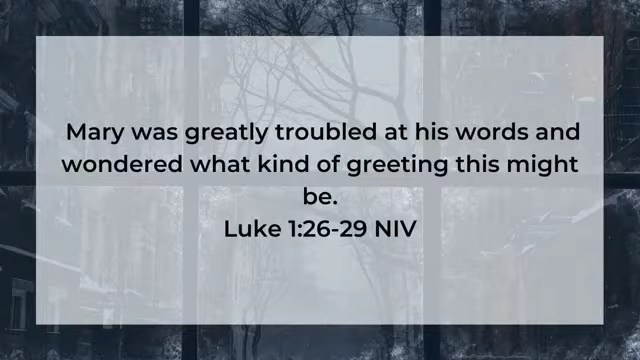 Mary was greatly troubled at his words and
wondered what kind of greeting this might
be.
Luke 1:26-29 NIV